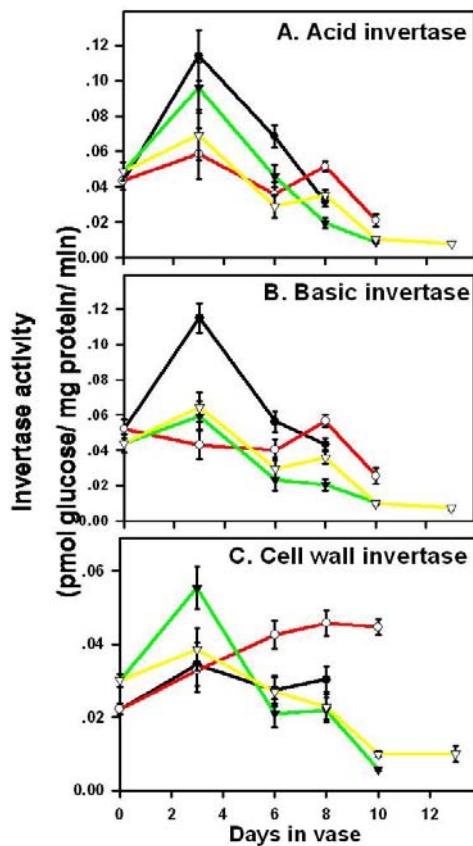 A. Acid invertase
.12
.10
.08
.06
.04
.02
0.00
B. Basic invertase
.12
.10
.08
.06
.04
.02
0.00
Invertase activity
(pmol glucose/ mg protein/ min)
C. Cell wall invertase
.06
.04
.02
0.00
0 2 4 6 8 10 12
Days in vase